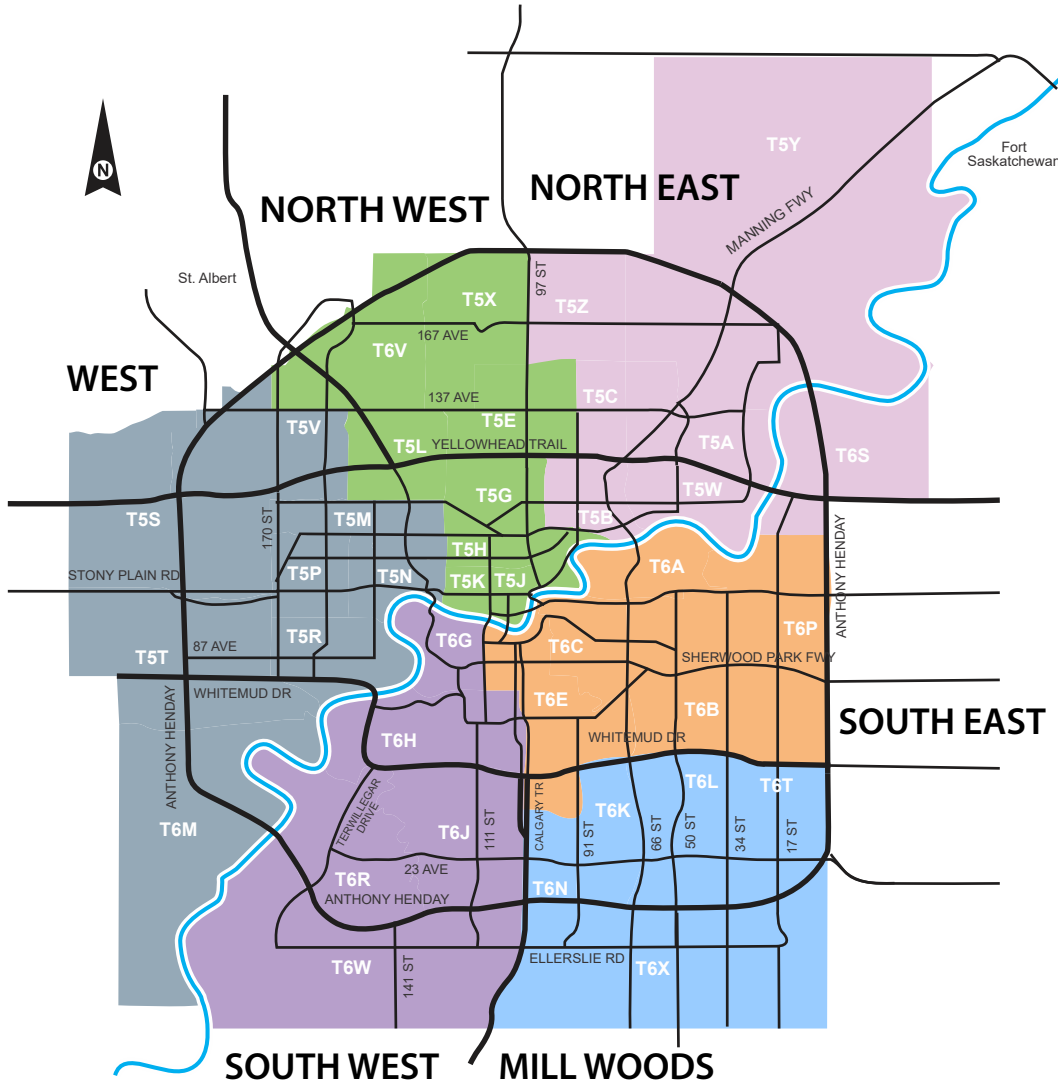 T5Y
Fort
Saskatchewan
N
NORTH EAST
NORTH WEST
MANNING FWY
97 ST
St. Albert
T5X
T5Z
167 AVE
T6V
WEST
137 AVE
T5C
T5V
T5E
T5L
YELLOWHEAD TRAIL
T5A
T6S
T5G
T5W
T5S
170 ST
T5M
T5B
T5H
STONY PLAIN RD
T5P
T5N
T5K
T5J
T6A
ANTHONY HENDAY
T5R
T6G
T6C
T6P
87 AVE
T5T
SHERWOOD PARK FWY
WHITEMUD DR
T6E
T6B
SOUTH EAST
ANTHONY HENDAY
T6H
WHITEMUD DR
T6L
T6T
TERWILLEGAR
DRIVE
T6K
T6M
T6J
111 ST
CALGARY TR
91 ST
66 ST
50 ST
34 ST
17 ST
23 AVE
T6R
T6N
ANTHONY HENDAY
ELLERSLIE RD
T6W
141 ST
T6X
SOUTH WEST
MILL WOODS